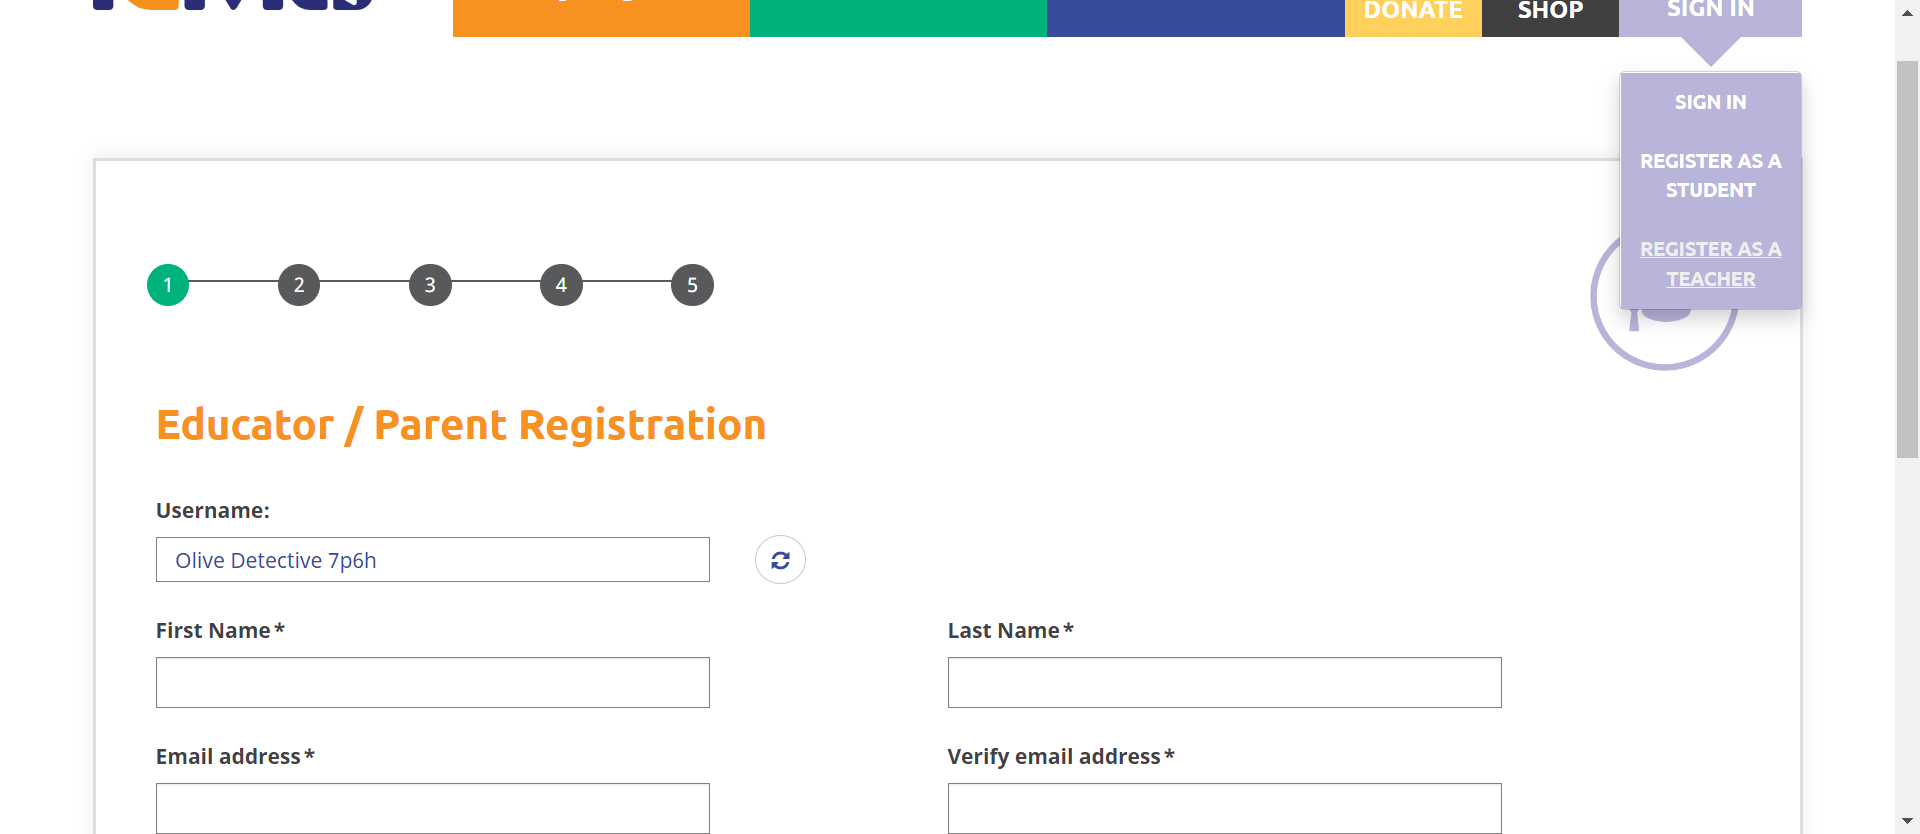 DONATE
SHOP
SIGN IN
SIGN IN
REGISTER AS A
STUDENT
REGISTER AS A
TEACHER
1
2
3
4
5
Educator / Parent Registration
Username:
Olive Detective 7p6h
First Name*
Last Name*
Email address*
Verify email address*